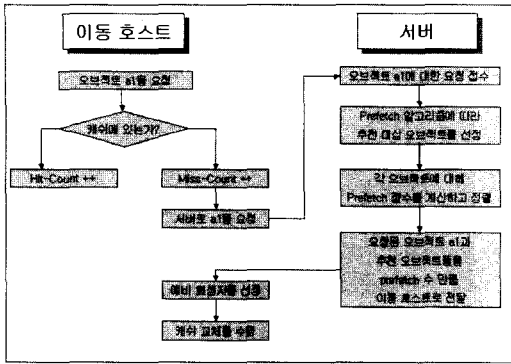 이동 호스트
오브젝트 a1을 요청
캐쉬에 있는가?
Hit-Count ++
Miss-Count ++
서버로 a1를 요청
예비 희생자를 선정
캐쉬 교체를 수행
서버
오브젝트 a1에 대한 요청 접수
Prefetch 알고리즘에 따라
추천 대상 오브젝트를 선정
각 오브젝트에 대해
Prefetch 점수를 계산하고 정렬
요청된 오브젝트 a1과
추천 오브젝트들을
prefetch 수 만큼
이동 호스트로 전달